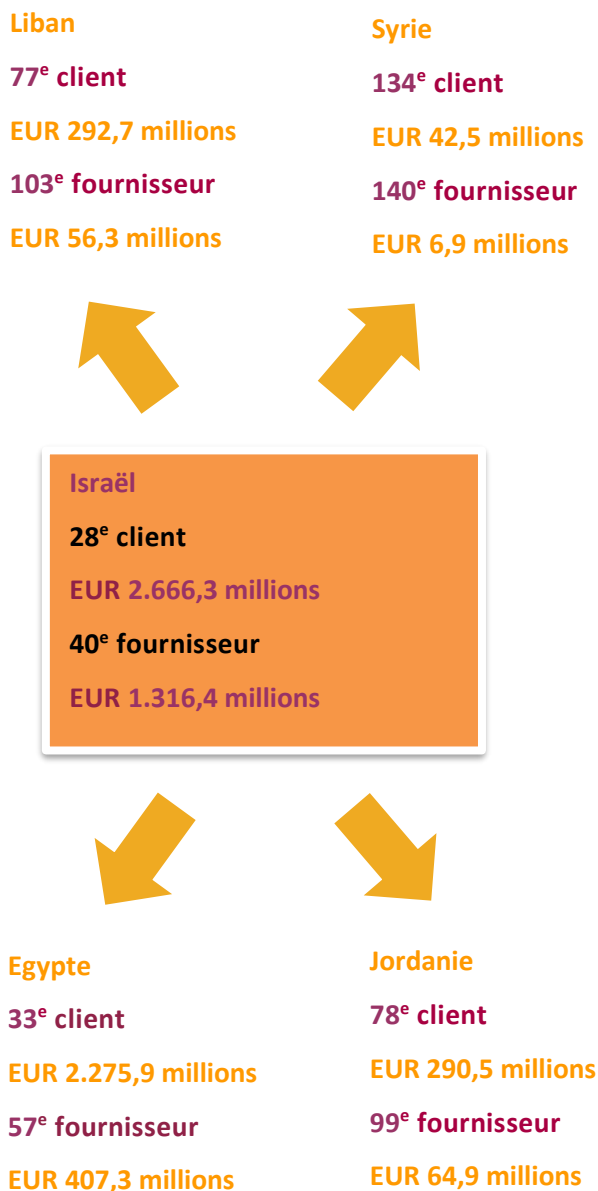 Liban
77e client
EUR 292,7 millions
103e fournisseur
EUR 56,3 millions
Syrie
134e client
EUR 42,5 millions
140e fournisseur
EUR 6,9 millions
Israël
28e client
EUR 2.666,3 millions
40e fournisseur
EUR 1.316,4 millions
Egypte
33e client
EUR 2.275,9 millions
57e fournisseur
EUR 407,3 millions
Jordanie
78e client
EUR 290,5 millions
99e fournisseur
EUR 64,9 millions